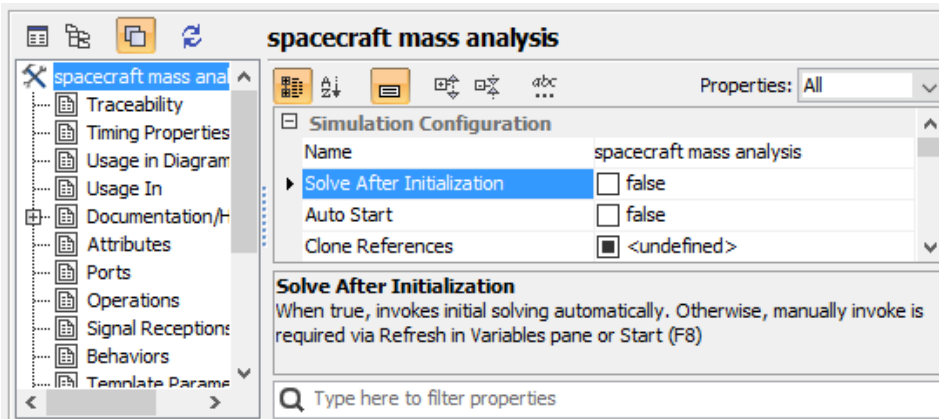 spacecraft mass analysis
spacecraft mass anal
Traceability
Timing Properties
Usage in Diagram
Usage In
Documentation/H
Attributes
Ports
Operations
Signal Receptions
Behaviors
Template Parame
abc
...
Properties: All
Simulation Configuration
Name spacecraft mass analysis
Solve After Initialization false
Auto Start false
Clone References <undefined>
Solve After Initialization
When true, invokes initial solving automatically. Otherwise, manually invoke is
required via Refresh in Variables pane or Start (F8)
Type here to filter properties